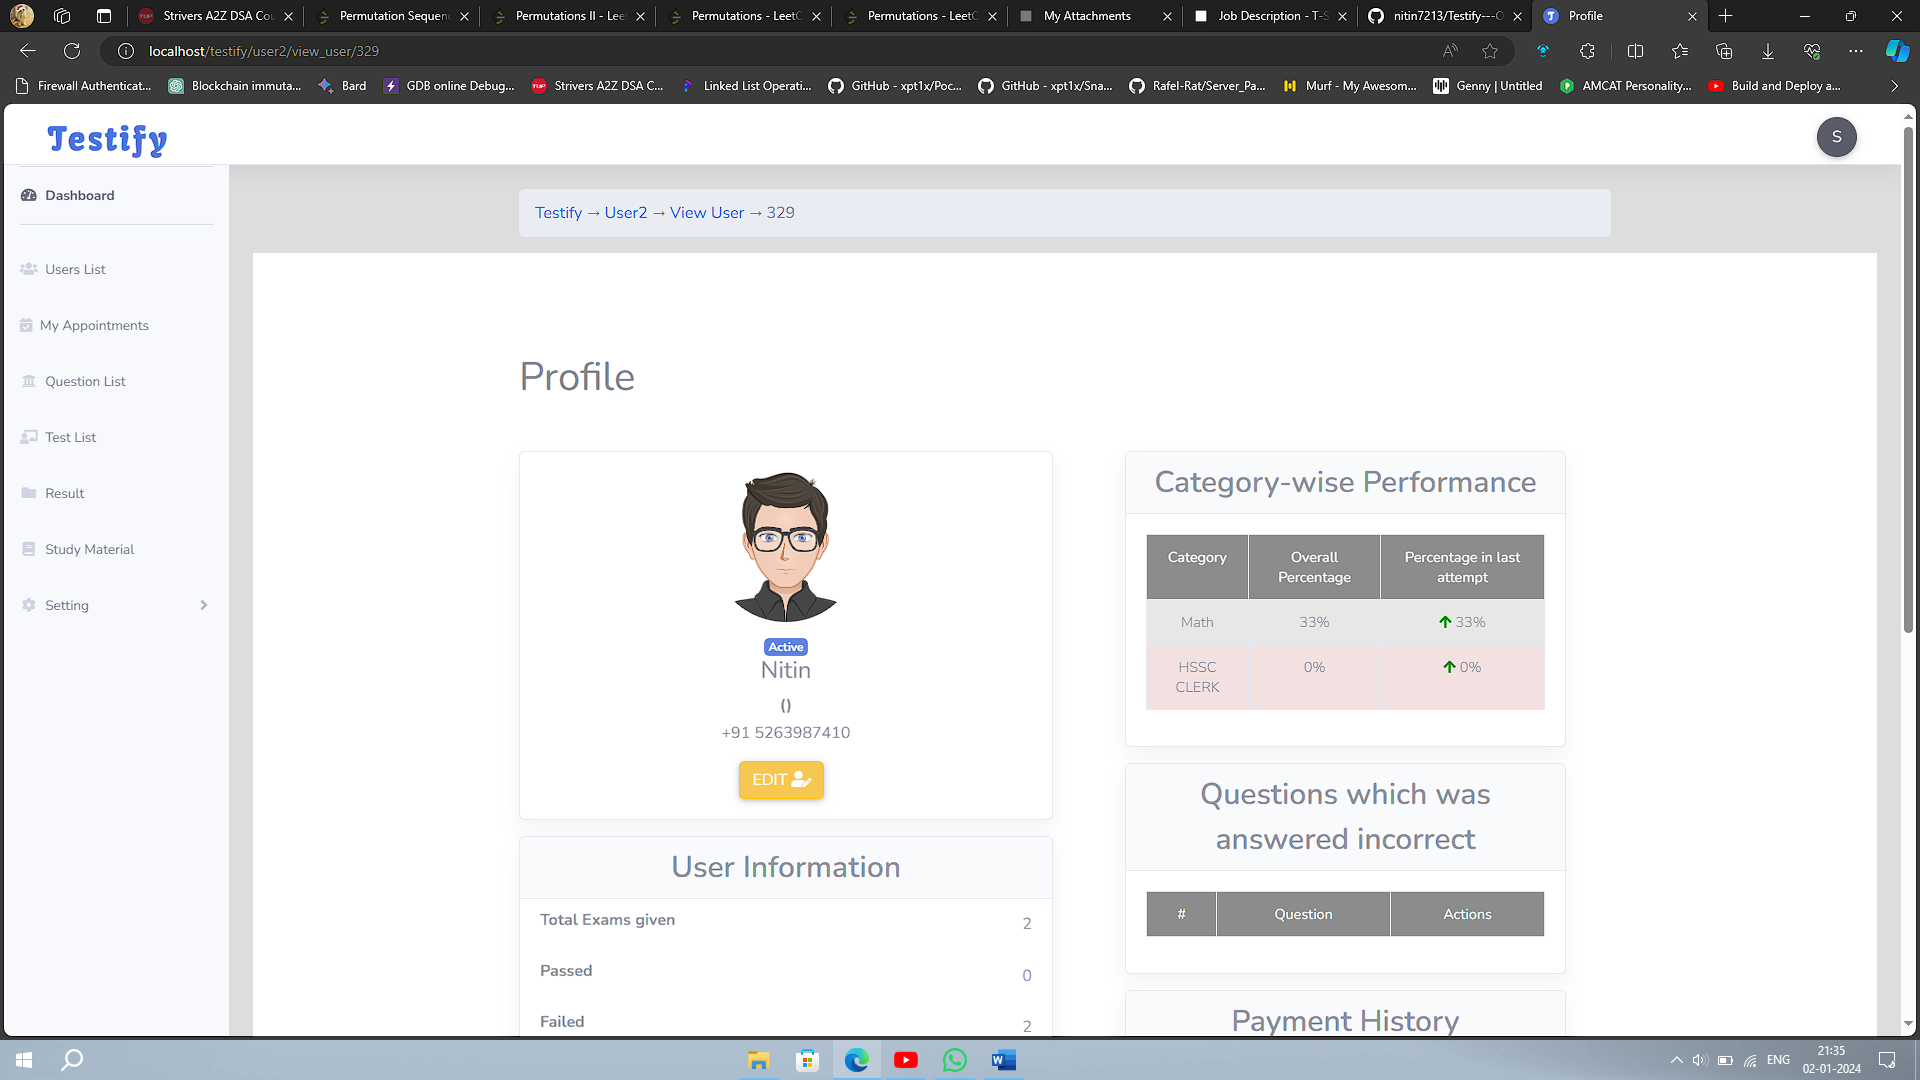 Strivers A2Z DSA Cou
Permutation Sequen
Permutations II - Leet
Permutations - LeetC
Permutations - LeetC
My Attachments
Job Description - T-S
nitin7213/Testify---O
Profile
localhost/testify/user2/view_user/329
Firewall Authenticat...
Blockchain immuta...
Bard
GDB online Debug...
Strivers A2Z DSA C...
Linked List Operati...
GitHub - xpt1x/Poc...
GitHub - xpt1x/Sna...
Rafel-Rat/Server_Pa...
Murf - My Awesom...
Genny | Untitled
AMCAT Personality...
Build and Deploy a...
Testify
S
Dashboard
Users List
My Appointments
Question List
Test List
Result
Study Material
Setting
Testify → User2 → View User → 329
Profile
Active
Nitin
()
+91 5263987410
EDIT
User Information
Total Exams given 2
Passed 0
Failed 2
Category-wise Performance
Category Overall Percentage Percentage in last attempt
Math 33% 33%
HSSC CLERK 0% 0%
Questions which was
answered incorrect
# Question Actions
Payment History
ENG
21:35
02-01-2024